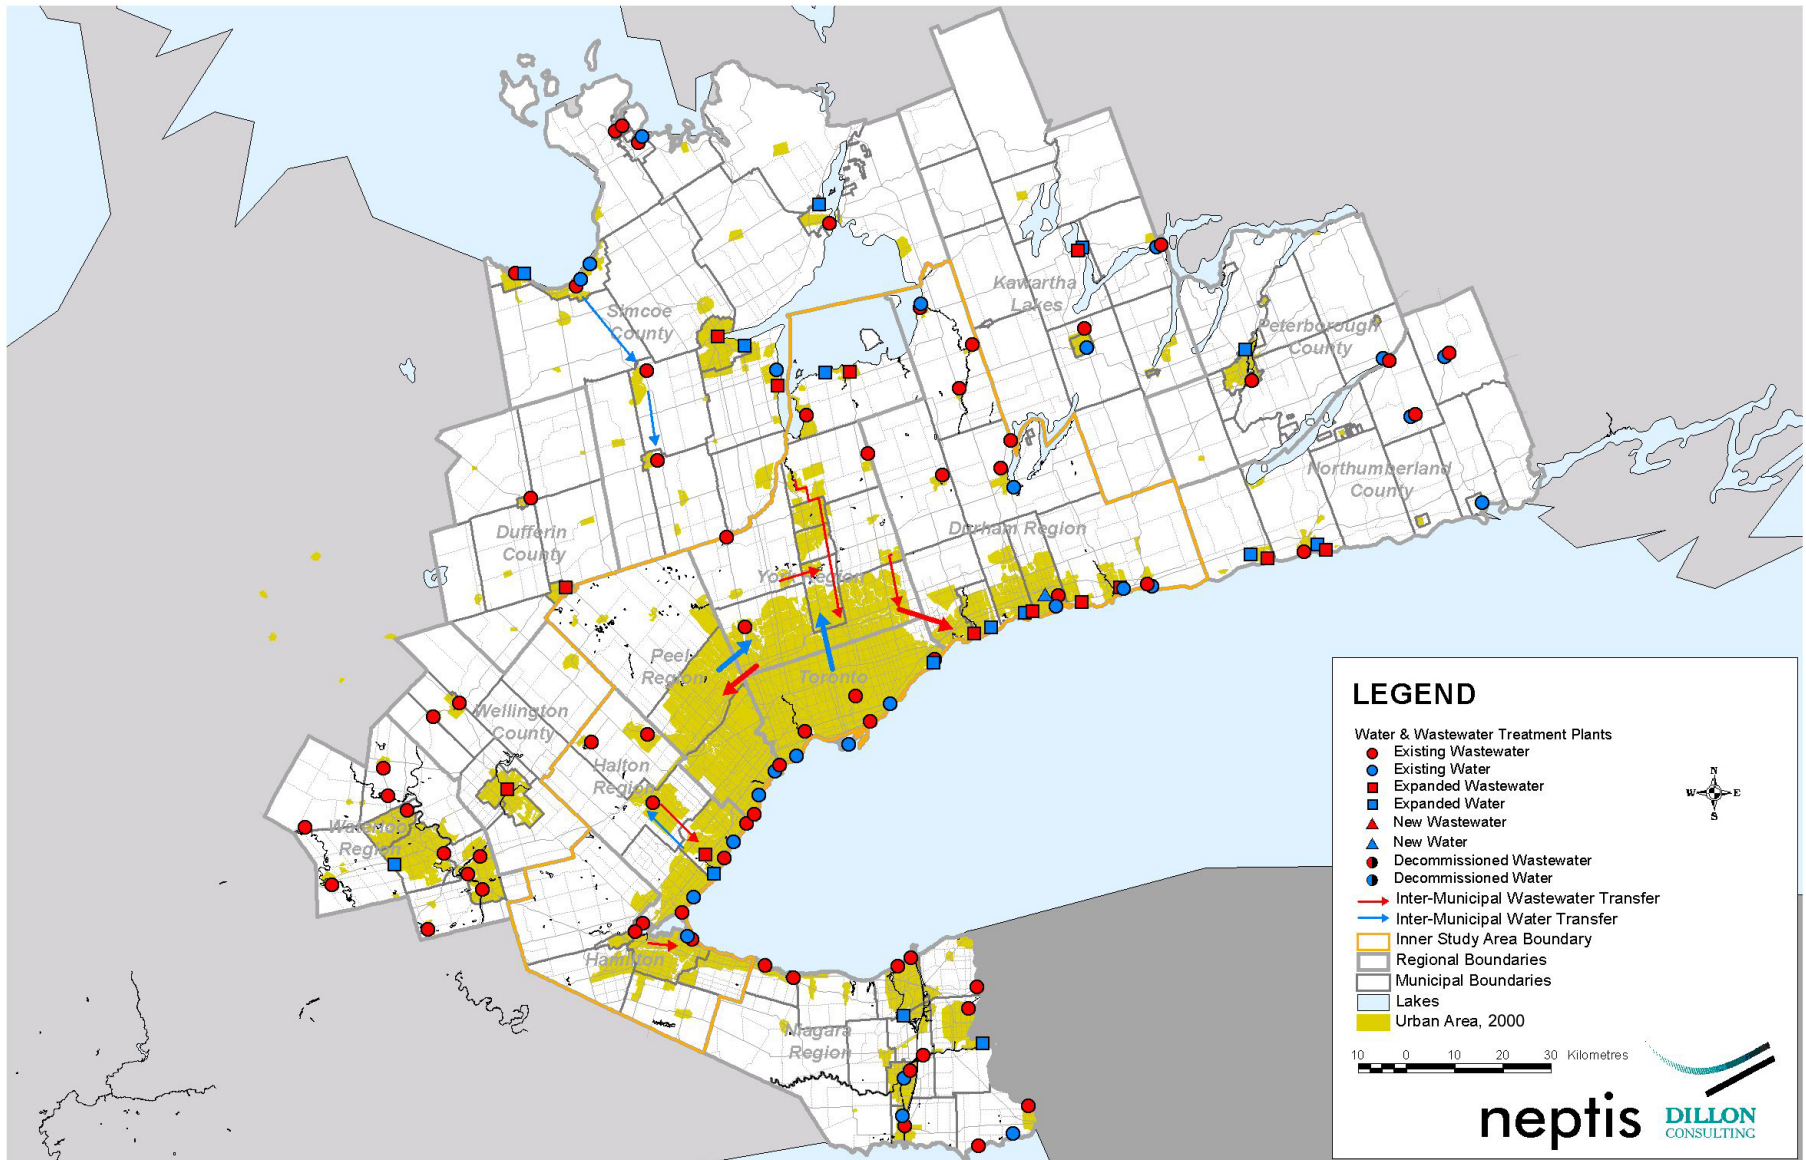 Simcoe
County
Kawartha
Lakes
Peterborough
County
Northumberland
County
Dufferin
County
Durham Region
York Region
Peel
Region
Toronto
Wellington
County
Halton
Region
Waterloo
Region
Hamilton
Niagara
Region
LEGEND
Water & Wastewater Treatment Plants
Existing Wastewater
Existing Water
Expanded Wastewater
Expanded Water
New Wastewater
New Water
Decommissioned Wastewater
Decommissioned Water
Inter-Municipal Wastewater Transfer
Inter-Municipal Water Transfer
Inner Study Area Boundary
Regional Boundaries
Municipal Boundaries
Lakes
Urban Area, 2000
N
W E
S
10 0 10 20 30 Kilometres
neptis
DILLON
CONSULTING